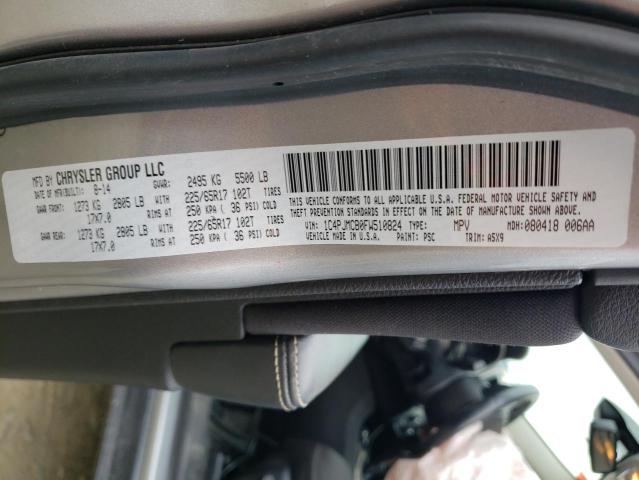 MFD BY CHRYSLER GROUP LLC
DATE OF MFR(BUILT): 8-14 GVWR: 2495 KG 5500 LB
GAWR FRONT: 1273 KG 2805 LB WITH 225/65R17 102T TIRES
17X7.0 RIMS AT 250 KPA ( 36 PSI) COLD
GAWR REAR: 1273 KG 2805 LB WITH 225/65R17 102T TIRES
17X7.0 RIMS AT 250 KPA ( 36 PSI) COLD
THIS VEHICLE CONFORMS TO ALL APPLICABLE U.S.A. FEDERAL MOTOR VEHICLE SAFETY AND
THEFT PREVENTION STANDARDS IN EFFECT ON THE DATE OF MANUFACTURE SHOWN ABOVE.
VIN: 1C4PJMCB0FW510824 MPV MDH:080418 006AA
VEHICLE MADE IN U.S.A. PAINT: PSC TRIM: A5X9